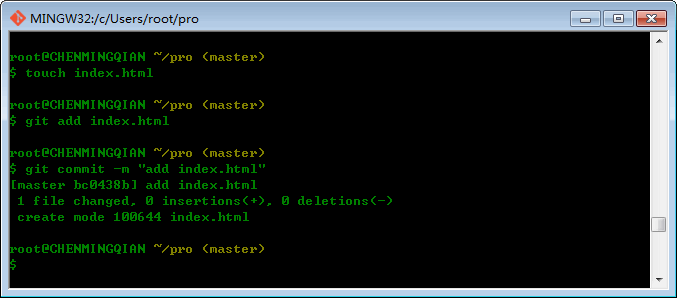 MINGW32:/c/Users/root/pro
root@CHENMINGQIAN ~/pro (master)
$ touch index.html
root@CHENMINGQIAN ~/pro (master)
$ git add index.html
root@CHENMINGQIAN ~/pro (master)
$ git commit -m "add index.html"
[master bc0438b] add index.html
 1 file changed, 0 insertions(+), 0 deletions(-)
 create mode 100644 index.html
root@CHENMINGQIAN ~/pro (master)
$